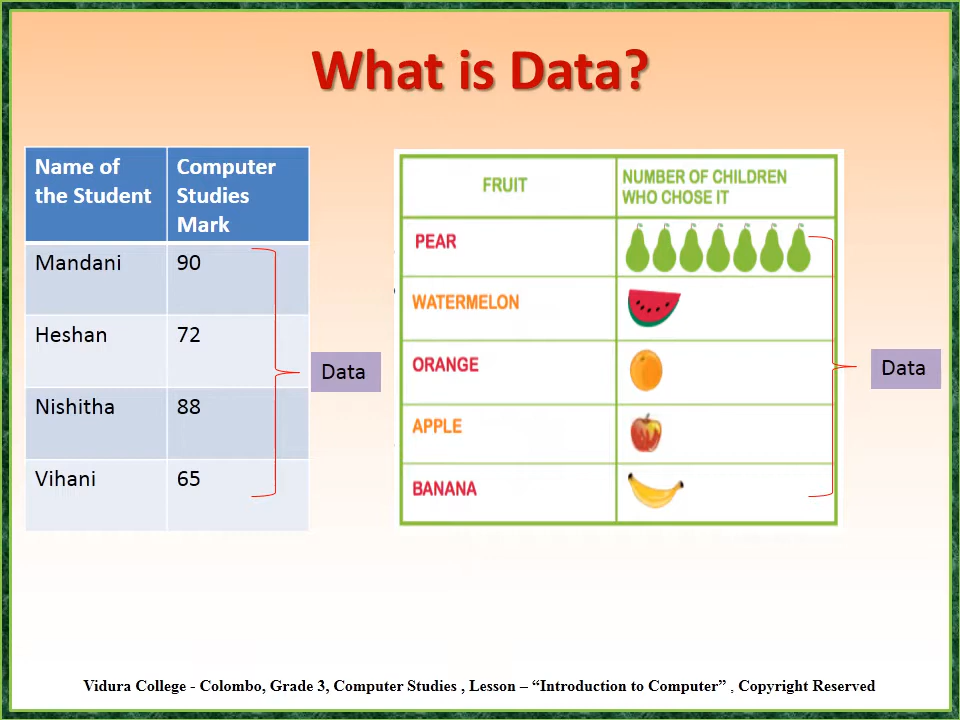 What is Data?
Name of
the Student
Computer
Studies
Mark
Mandani 90
Heshan 72
Nishitha 88
Vihani 65
Data
FRUIT
NUMBER OF CHILDREN
WHO CHOSE IT
PEAR
WATERMELON
ORANGE
APPLE
BANANA
Data
Vidura College - Colombo, Grade 3, Computer Studies , Lesson – “Introduction to Computer” , Copyright Reserved